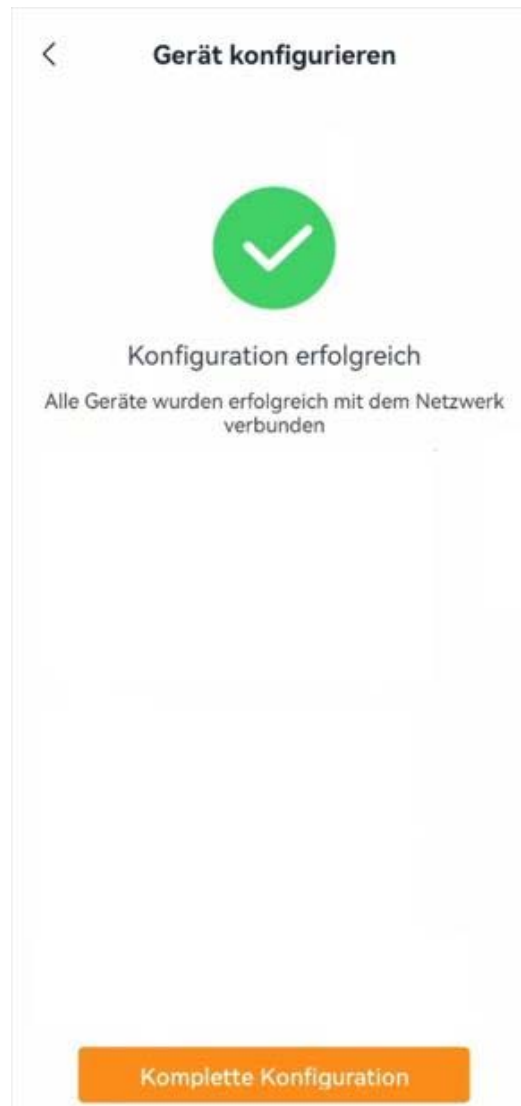 Gerät konfigurieren
Konfiguration erfolgreich
Alle Geräte wurden erfolgreich mit dem Netzwerk
verbunden
Komplette Konfiguration